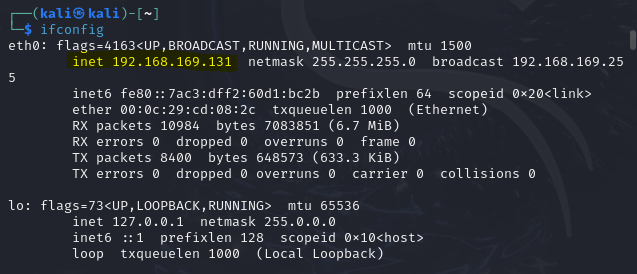 ┌──(kali㉿kali)-[~]
└─$ ifconfig
eth0: flags=4163<UP,BROADCAST,RUNNING,MULTICAST>  mtu 1500
        inet 192.168.169.131  netmask 255.255.255.0  broadcast 192.168.169.25
5
        inet6 fe80::7ac3:dff2:60d1:bc2b  prefixlen 64  scopeid 0×20<link>
        ether 00:0c:29:cd:08:2c  txqueuelen 1000  (Ethernet)
        RX packets 10984  bytes 7083851 (6.7 MiB)
        RX errors 0  dropped 0  overruns 0  frame 0
        TX packets 8400  bytes 648573 (633.3 KiB)
        TX errors 0  dropped 0 overruns 0  carrier 0  collisions 0

lo: flags=73<UP,LOOPBACK,RUNNING>  mtu 65536
        inet 127.0.0.1  netmask 255.0.0.0
        inet6 ::1  prefixlen 128  scopeid 0×10<host>
        loop  txqueuelen 1000  (Local Loopback)